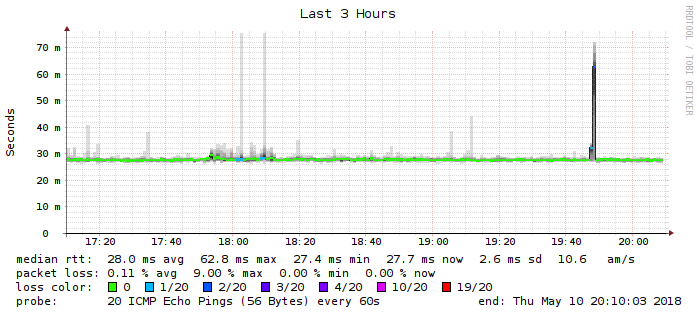 Last 3 Hours
RRDTOOL / TOBI OETIKER
Seconds
70 m
60 m
50 m
40 m
30 m
20 m
10 m
0
17:20 17:40 18:00 18:20 18:40 19:00 19:20 19:40 20:00
median rtt: 28.0 ms avg 62.8 ms max 27.4 ms min 27.7 ms now 2.6 ms sd 10.6 am/s
packet loss: 0.11 % avg 9.00 % max 0.00 % min 0.00 % now
loss color: 0 1/20 2/20 3/20 4/20 10/20 19/20
probe: 20 ICMP Echo Pings (56 Bytes) every 60s end: Thu May 10 20:10:03 2018